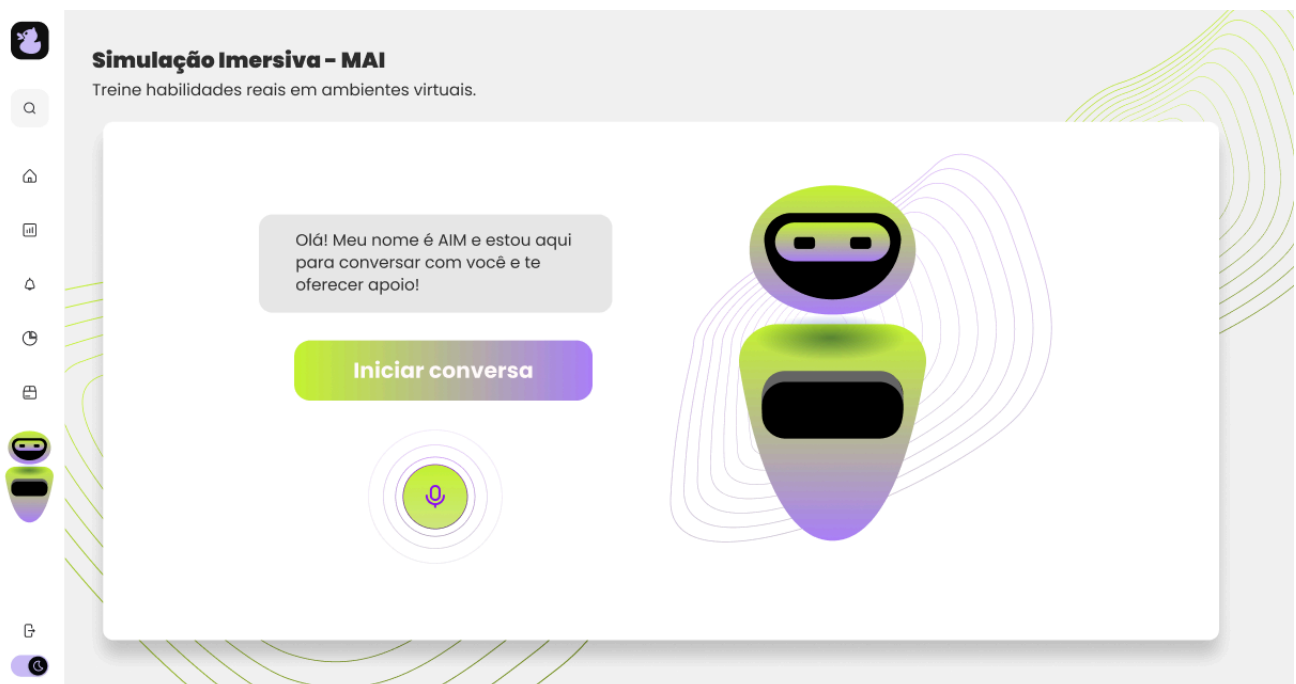 Simulação Imersiva - MAI
Treine habilidades reais em ambientes virtuais.
Olá! Meu nome é AIM e estou aqui
para conversar com você e te
oferecer apoio!
Iniciar conversa